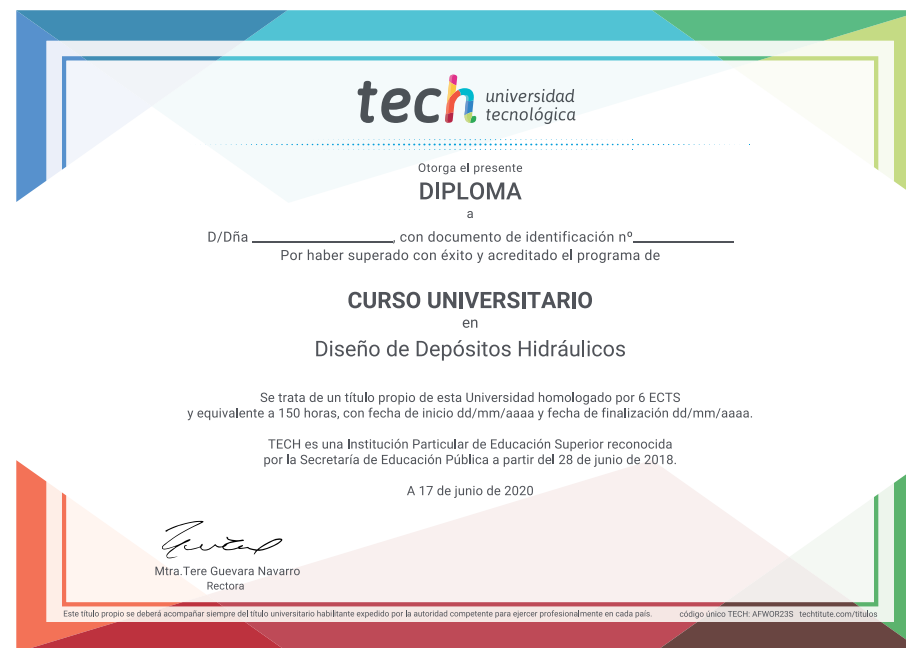 tech universidad
tecnológica
Otorga el presente
DIPLOMA
a
D/Dña ____________________, con documento de identificación nº______________
Por haber superado con éxito y acreditado el programa de
CURSO UNIVERSITARIO
en
Diseño de Depósitos Hidráulicos
Se trata de un título propio de esta Universidad homologado por 6 ECTS
y equivalente a 150 horas, con fecha de inicio dd/mm/aaaa y fecha de finalización dd/mm/aaaa.
TECH es una Institución Particular de Educación Superior reconocida
por la Secretaría de Educación Pública a partir del 28 de junio de 2018.
A 17 de junio de 2020
Mtra.Tere Guevara Navarro
Rectora
Este título propio se deberá acompañar siempre del título universitario habilitante expedido por la autoridad competente para ejercer profesionalmente en cada país. código único TECH: AFWOR23S techtitute.com/títulos